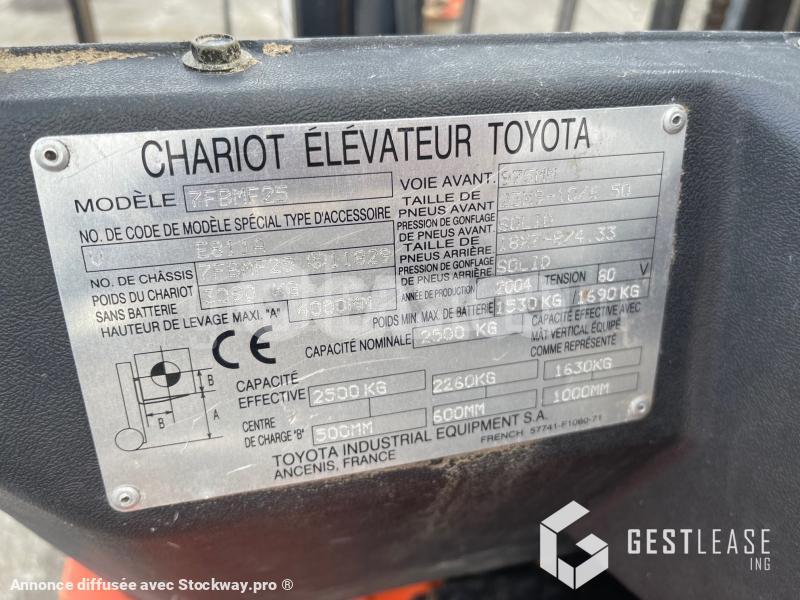 CHARIOT ÉLÉVATEUR TOYOTA
MODÈLE 7FBMF25
NO. DE CODE DE MODÈLE SPÉCIAL TYPE D'ACCESSOIRE
V
NO. DE CHÂSSIS
POIDS DU CHARIOT
SANS BATTERIE
HAUTEUR DE LEVAGE MAXI. "A" 4080MM
VOIE AVANT. 975MM
TAILLE DE
PNEUS AVANT
PRESSION DE GONFLAGE
DE PNEUS AVANT SOLID
TAILLE DE
PNEUS ARRIÈRE
PRESSION DE GONFLAGE
DE PNEUS ARRIÈRE SOLID
ANNÉE DE PRODUCTION 2004 TENSION 80 V
POIDS MIN. MAX. DE BATTERIE 1530 KG 1690 KG
CAPACITÉ NOMINALE 2500 KG
CAPACITÉ EFFECTIVE AVEC
MÂT VERTICAL ÉQUIPÉ
COMME REPRÉSENTÉ
CE
B
A
B
CAPACITÉ
EFFECTIVE 2500KG 2260KG 1630KG
CENTRE
DE CHARGE "B" 500MM 600MM 1000MM
TOYOTA INDUSTRIAL EQUIPMENT S.A.
ANCENIS, FRANCE
FRENCH 57741-F1060-71
GESTLEASE
ING
Annonce diffusée avec Stockway.pro ®